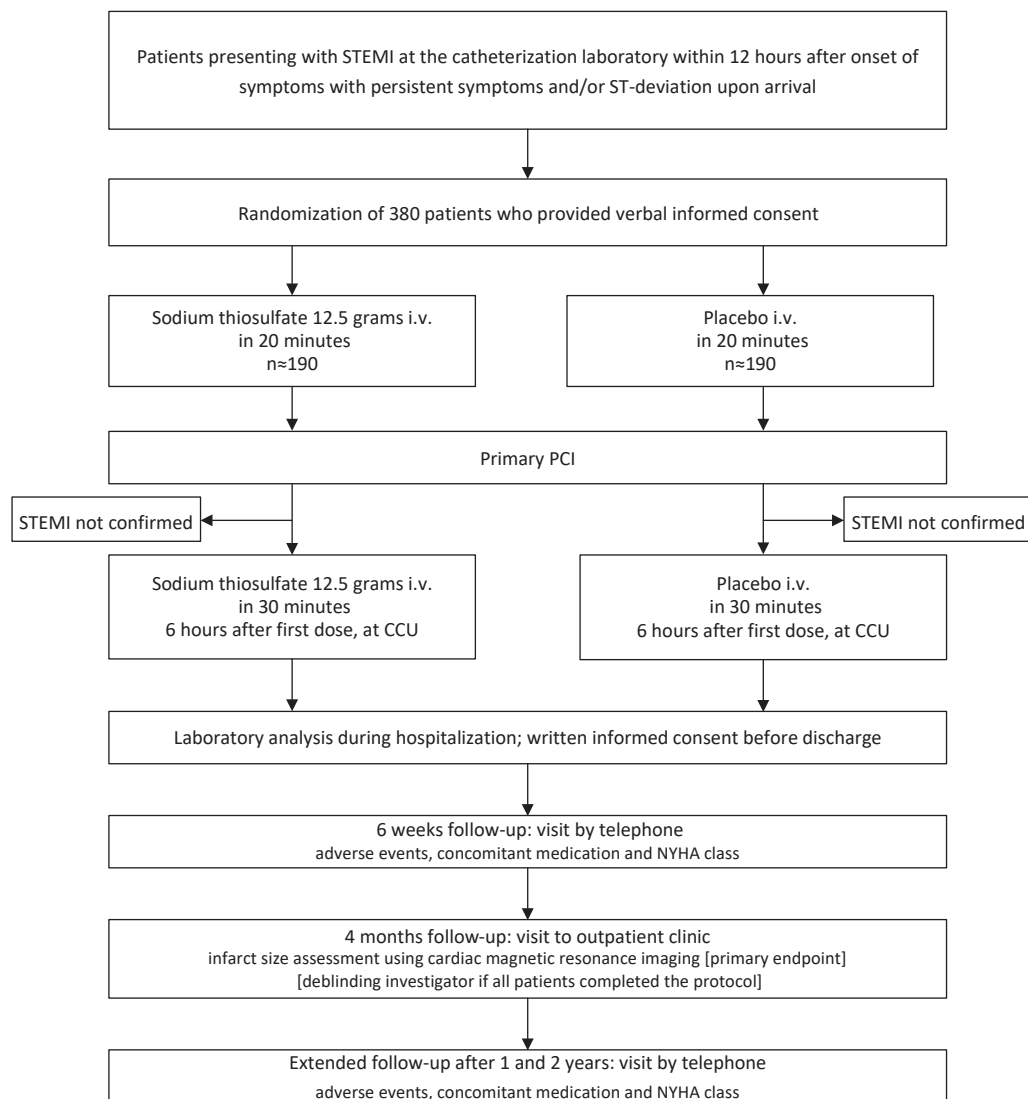 Patients presenting with STEMI at the catheterization laboratory within 12 hours after onset of
symptoms with persistent symptoms and/or ST-deviation upon arrival
Randomization of 380 patients who provided verbal informed consent
Sodium thiosulfate 12.5 grams i.v.
in 20 minutes
n≈190
Placebo i.v.
in 20 minutes
n≈190
Primary PCI
STEMI not confirmed
STEMI not confirmed
Sodium thiosulfate 12.5 grams i.v.
in 30 minutes
6 hours after first dose, at CCU
Placebo i.v.
in 30 minutes
6 hours after first dose, at CCU
Laboratory analysis during hospitalization; written informed consent before discharge
6 weeks follow-up: visit by telephone
adverse events, concomitant medication and NYHA class
4 months follow-up: visit to outpatient clinic
infarct size assessment using cardiac magnetic resonance imaging [primary endpoint]
[deblinding investigator if all patients completed the protocol]
Extended follow-up after 1 and 2 years: visit by telephone
adverse events, concomitant medication and NYHA class